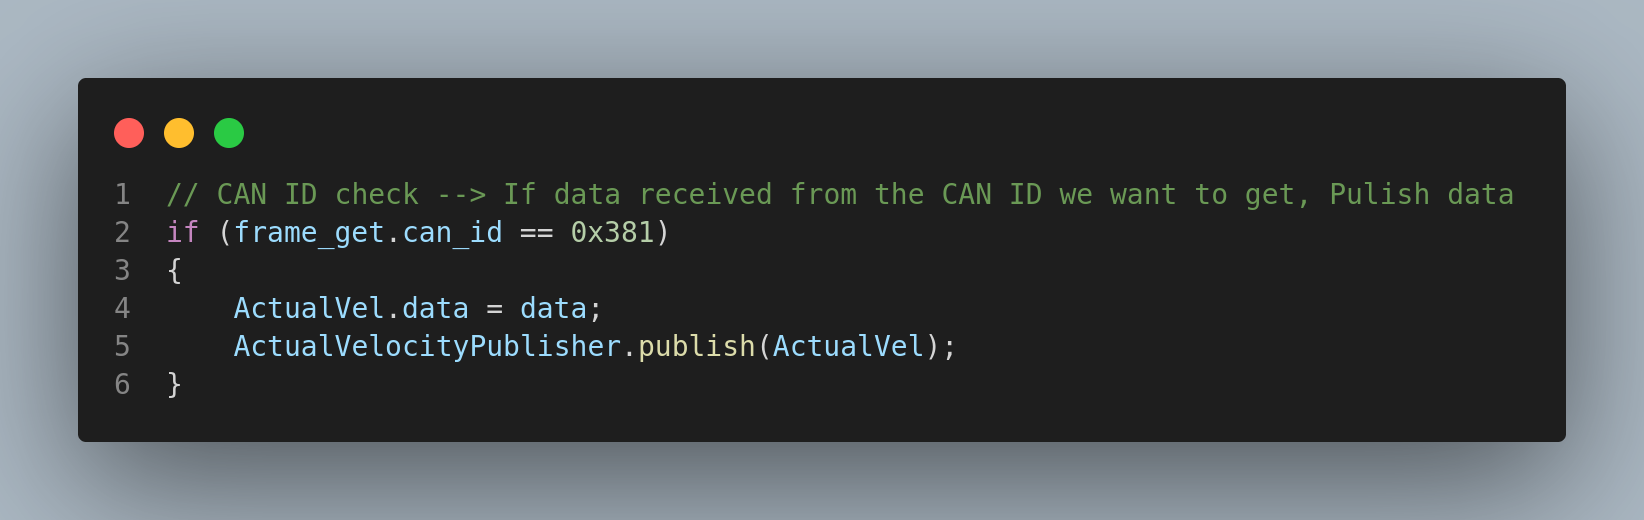 1 // CAN ID check --> If data received from the CAN ID we want to get, Pulish data
2 if (frame_get.can_id == 0x381)
3 {
4     ActualVel.data = data;
5     ActualVelocityPublisher.publish(ActualVel);
6 }